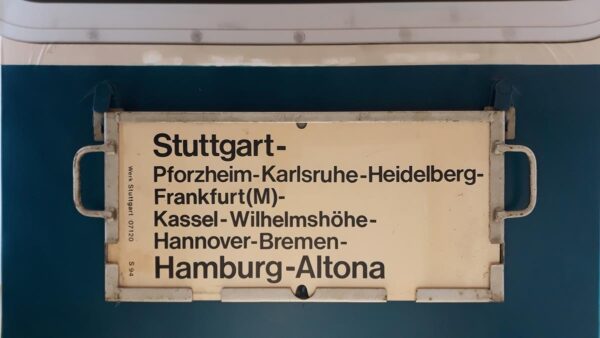 Stuttgart-
Pforzheim-Karlsruhe-Heidelberg-
Frankfurt(M)-
Kassel-Wilhelmshöhe-
Hannover-Bremen-
Hamburg-Altona
Werk Stuttgart 07120 S 94